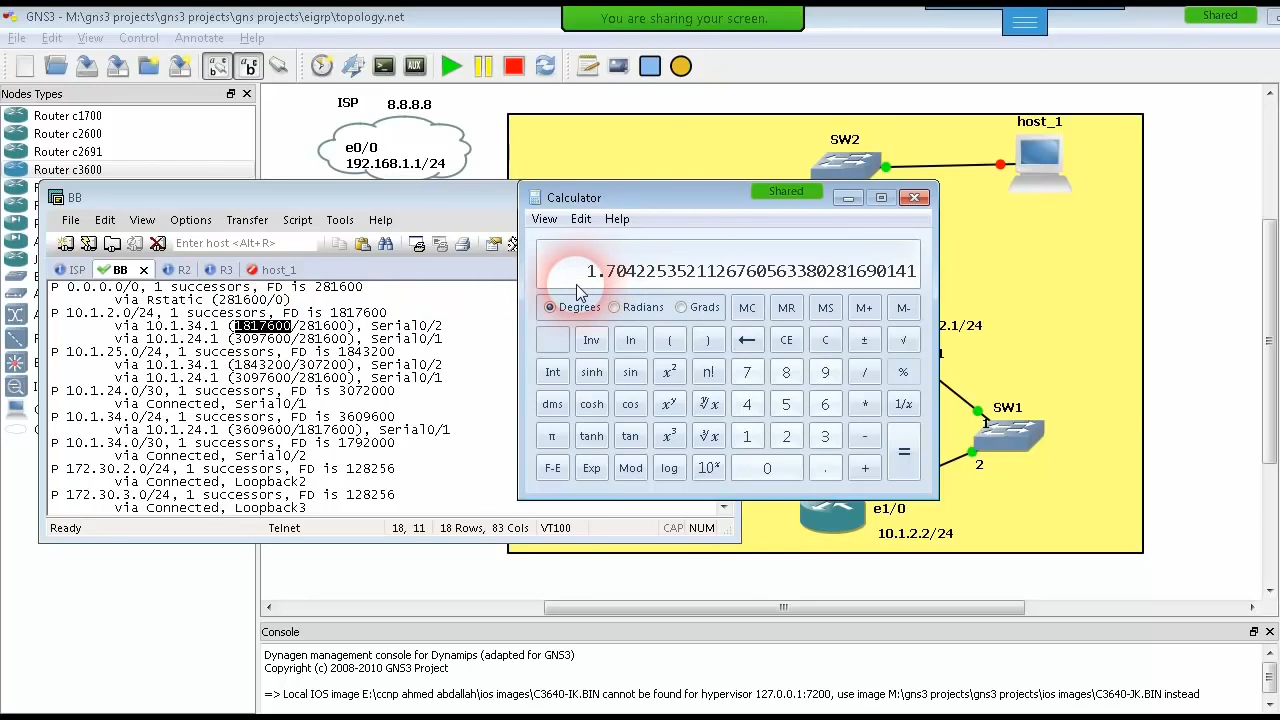 GNS3 - M:\gns3 projects\gns3 projects\gns projects\eigrp\topology.net
You are sharing your screen.
Shared
File Edit View Control Annotate Help
AUX
Nodes Types
Router c1700
Router c2600
Router c2691
Router c3600
ISP 8.8.8.8
e0/0
192.168.1.1/24
SW2
host_1
BB
File Edit View Options Transfer Script Tools Help
Enter host <Alt+R>
ISP BB R2 R3 host_1
P 0.0.0.0/0, 1 successors, FD is 281600
via Rstatic (281600/0)
P 10.1.2.0/24, 1 successors, FD is 1817600
via 10.1.34.1 (1817600/281600), Serial0/2
via 10.1.24.1 (3097600/281600), Serial0/1
P 10.1.25.0/24, 1 successors, FD is 1843200
via 10.1.34.1 (1843200/307200), Serial0/2
via 10.1.24.1 (3097600/281600), Serial0/1
P 10.1.24.0/30, 1 successors, FD is 3072000
via Connected, Serial0/1
P 10.1.34.0/24, 1 successors, FD is 3609600
via 10.1.24.1 (3609600/1817600), Serial0/1
P 10.1.34.0/30, 1 successors, FD is 1792000
via Connected, Serial0/2
P 172.30.2.0/24, 1 successors, FD is 128256
via Connected, Loopback2
P 172.30.3.0/24, 1 successors, FD is 128256
via Connected, Loopback3
Ready Telnet 18, 11 18 Rows, 83 Cols VT100 CAP NUM
Calculator
Shared
View Edit Help
1.7042253521126760563380281690141
Degrees Radians Grads MC MR MS M+ M-
Inv ln ( ) ← CE C ± √
Int sinh sin x² n! 7 8 9 / %
dms cosh cos xʸ ʸ√x 4 5 6 * 1/x
π tanh tan x³ ³√x 1 2 3 - =
F-E Exp Mod log 10ˣ 0 . +
2.1/24
1
SW1
1
2
e1/0
10.1.2.2/24
Console
Dynagen management console for Dynamips (adapted for GNS3)
Copyright (c) 2008-2010 GNS3 Project
=> Local IOS image E:\ccnp ahmed abdallah\ios images\C3640-IK.BIN cannot be found for hypervisor 127.0.0.1:7200, use image M:\gns3 projects\gns3 projects\ios images\C3640-JK.BIN instead